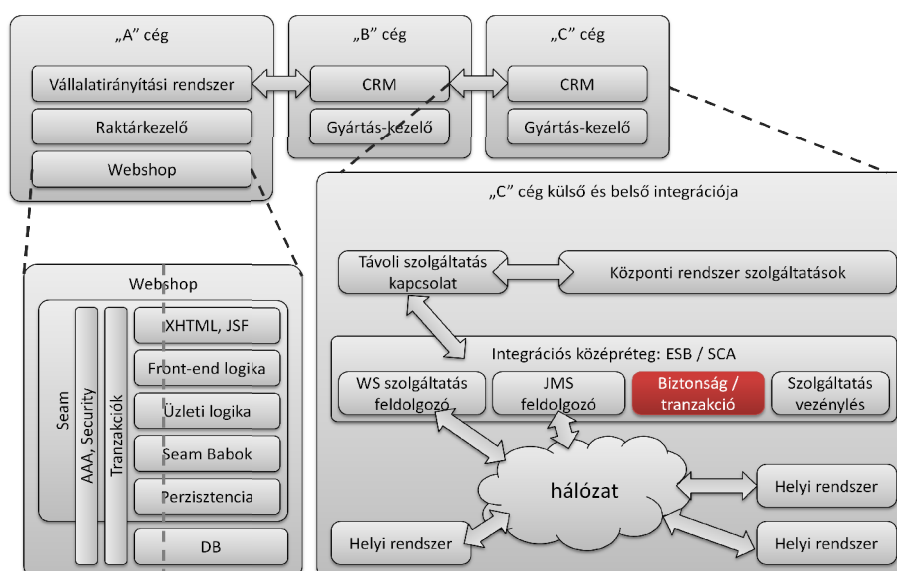 „A” cég
Vállalatirányítási rendszer
Raktárkezelő
Webshop
„B” cég
CRM
Gyártás-kezelő
„C” cég
CRM
Gyártás-kezelő
Webshop
Seam
AAA, Security
Tranzakciók
XHTML, JSF
Front-end logika
Üzleti logika
Seam Babok
Perzisztencia
DB
„C” cég külső és belső integrációja
Távoli szolgáltatás
kapcsolat
Központi rendszer szolgáltatások
Integrációs középréteg: ESB / SCA
WS szolgáltatás
feldolgozó
JMS
feldolgozó
Biztonság /
tranzakció
Szolgáltatás
vezénylés
hálózat
Helyi rendszer
Helyi rendszer
Helyi rendszer